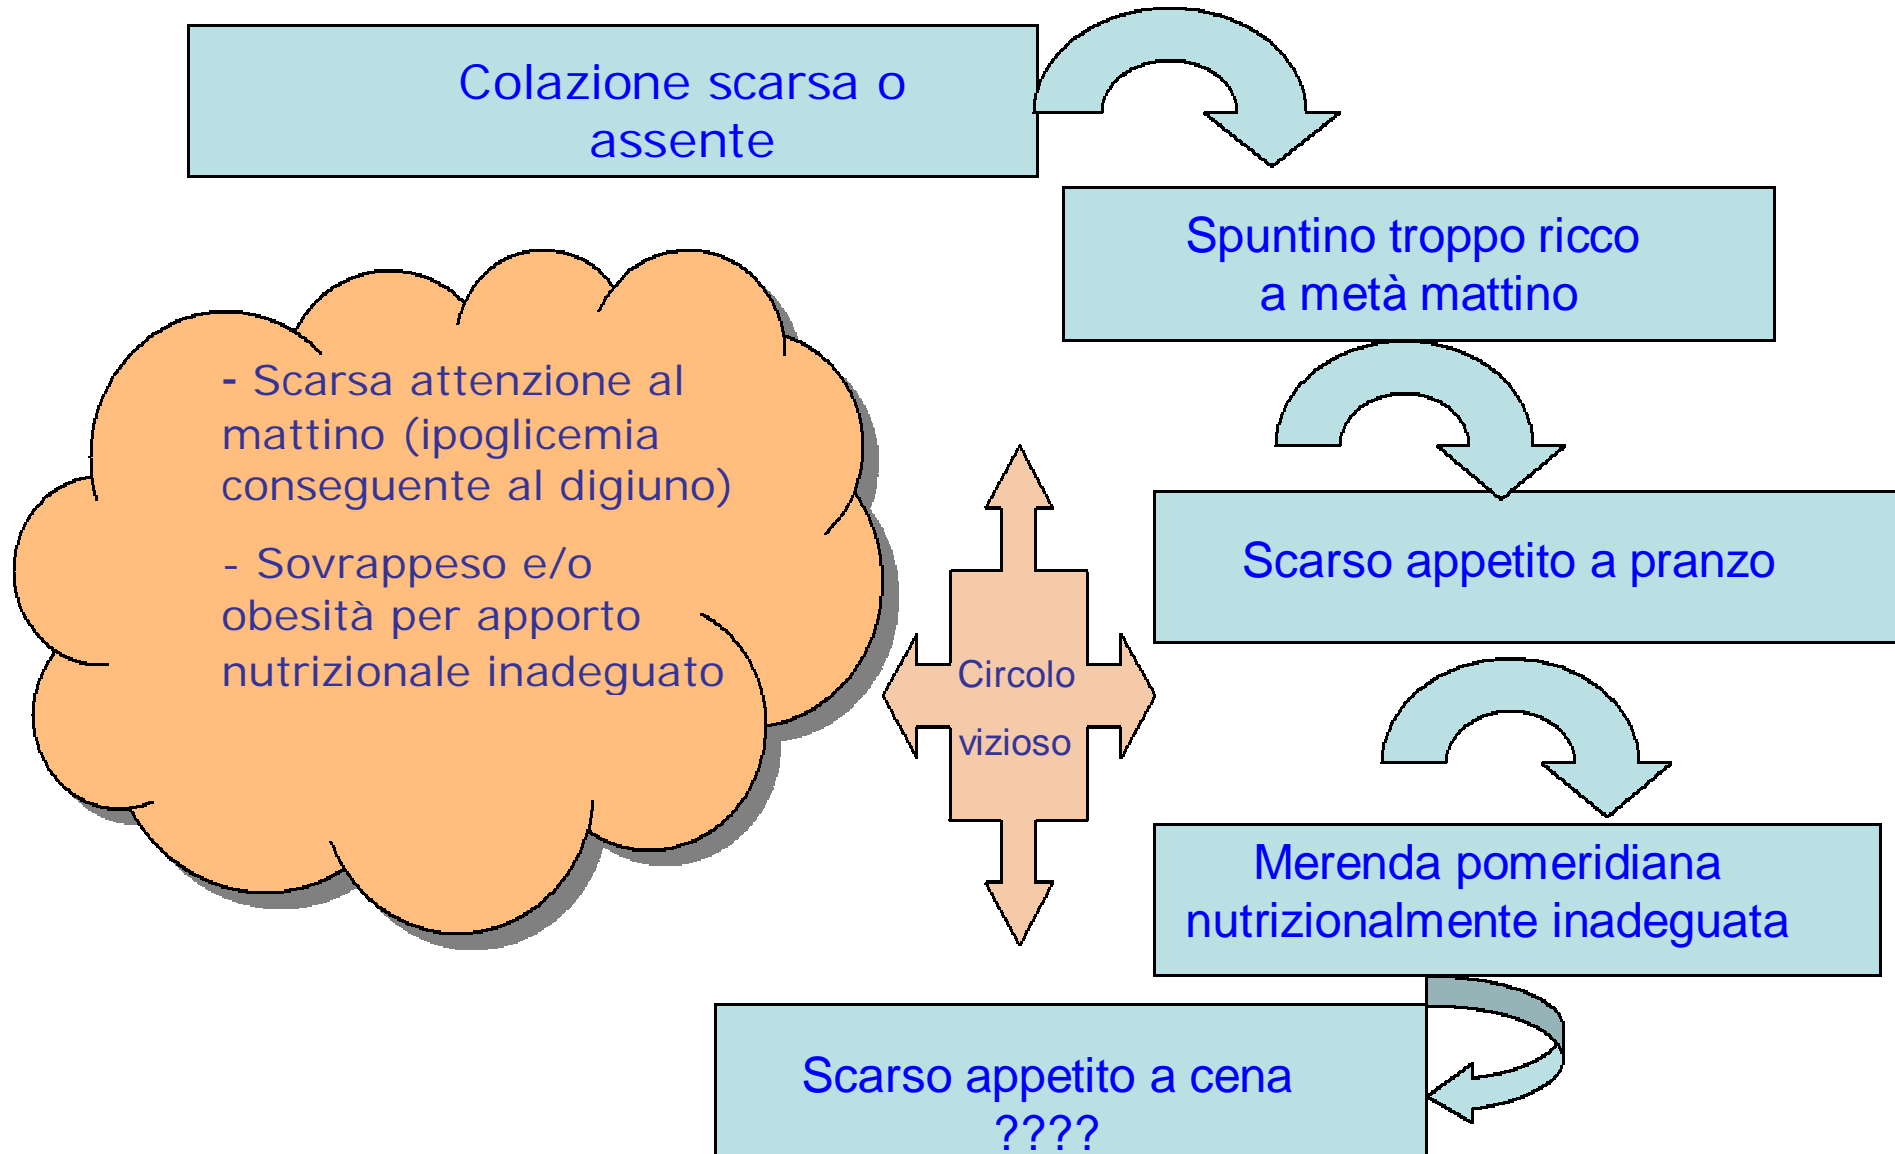 Colazione scarsa o
assente
Spuntino troppo ricco
a metà mattino
- Scarsa attenzione al
mattino (ipoglicemia
conseguente al digiuno)
- Sovrappeso e/o
obesità per apporto
nutrizionale inadeguato
Circolo
vizioso
Scarso appetito a pranzo
Merenda pomeridiana
nutrizionalmente inadeguata
Scarso appetito a cena
????